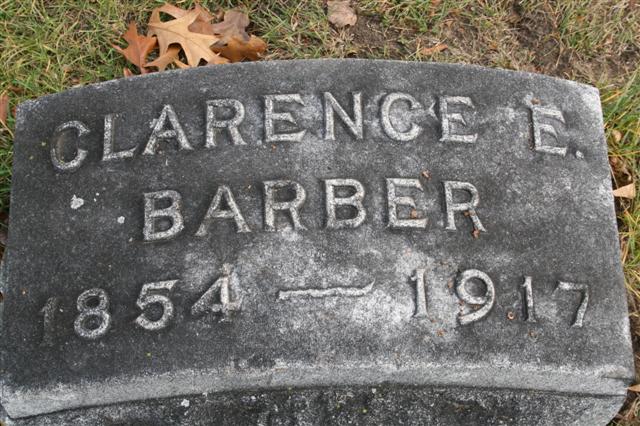 CLARENCE E.
BARBER
1854 — 1917